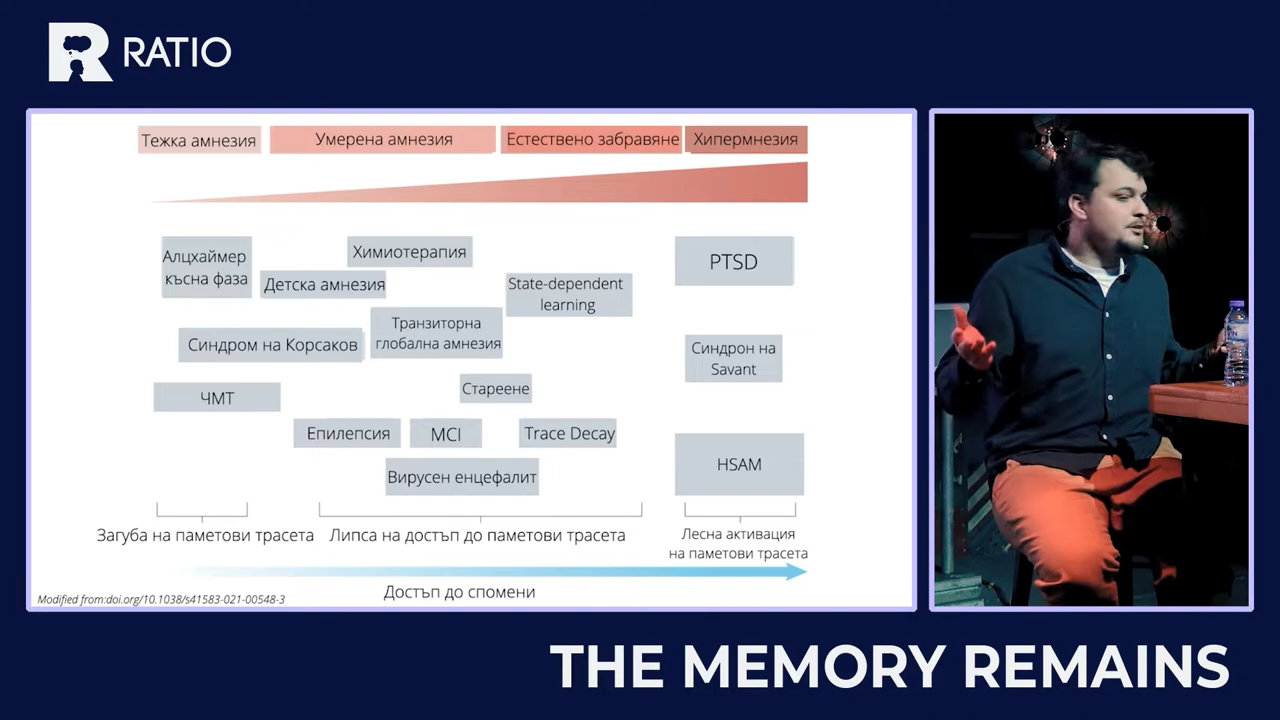 RATIO
Тежка амнезия
Умерена амнезия
Естествено забравяне
Хипермнезия
Алцхаймер
късна фаза
Химиотерапия
Детска амнезия
State-dependent
learning
PTSD
Транзиторна
глобална амнезия
Синдром на Корсаков
Синдрон на
Savant
ЧМТ
Стареене
Епилепсия
MCI
Trace Decay
Вирусен енцефалит
HSAM
Загуба на паметови трасета
Липса на достъп до паметови трасета
Лесна активация
на паметови трасета
Достъп до спомени
Modified from:doi.org/10.1038/s41583-021-00548-3
THE MEMORY REMAINS